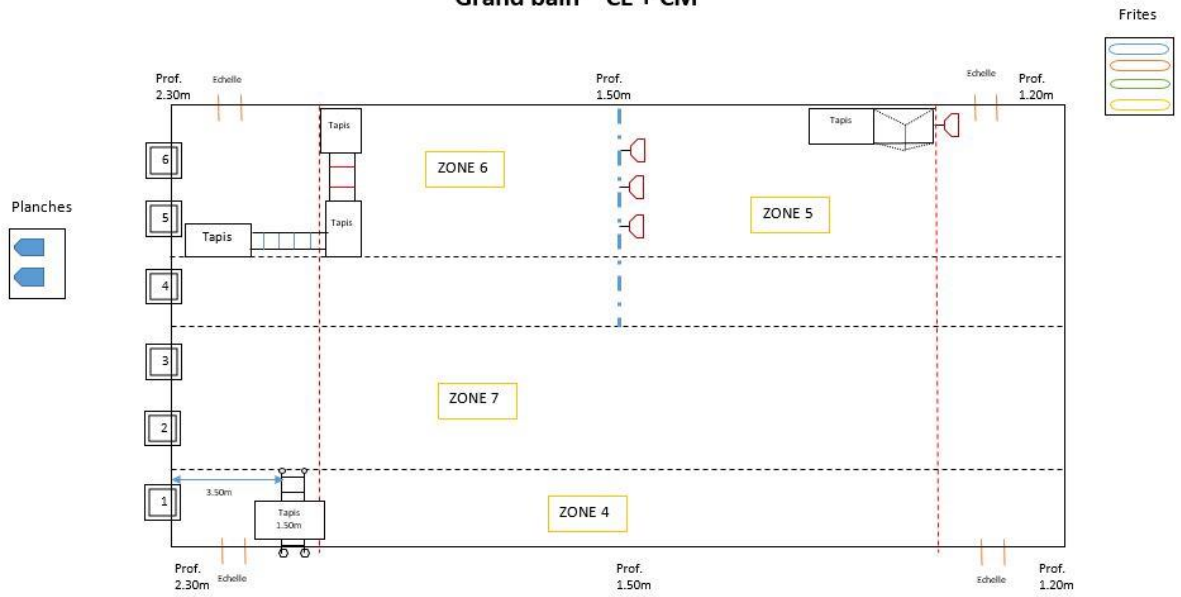 Grand bain – CE + CM
Frites
Prof.
2.30m
Echelle
Prof.
1.50m
Echelle
Prof.
1.20m
Tapis
Tapis
6
ZONE 6
Planches
5
ZONE 5
Tapis
Tapis
4
3
ZONE 7
2
3.50m
1
Tapis
1.50m
ZONE 4
Prof.
2.30m
Echelle
Prof.
1.50m
Echelle
Prof.
1.20m